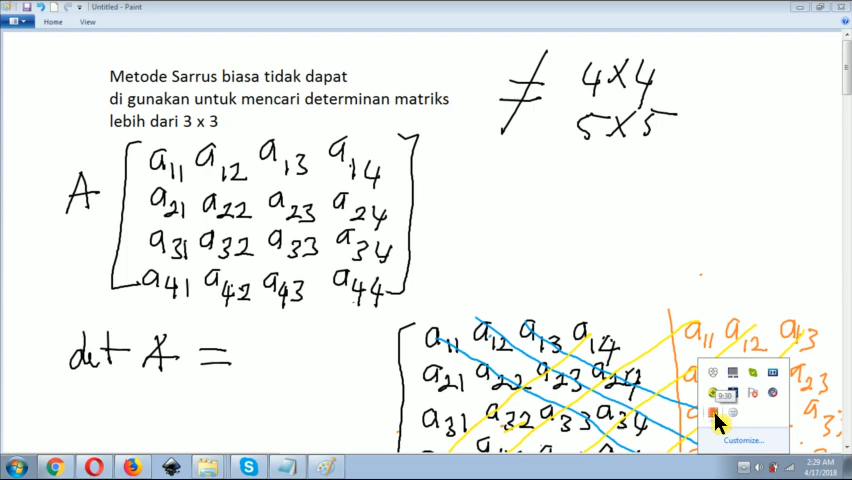 Untitled - Paint
Home View
Metode Sarrus biasa tidak dapat
di gunakan untuk mencari determinan matriks
lebih dari 3 x 3
≠ 4x4
5x5
A
a11 a12 a13 a14
a21 a22 a23 a24
a31 a32 a33 a34
a41 a42 a43 a44
det A =
a11 a12 a13 a14 a11 a12 a13
a21 a22 a23 a24 a23
a31 a32 a33 a34
9:30
Customize...
2:29 AM
4/17/2018